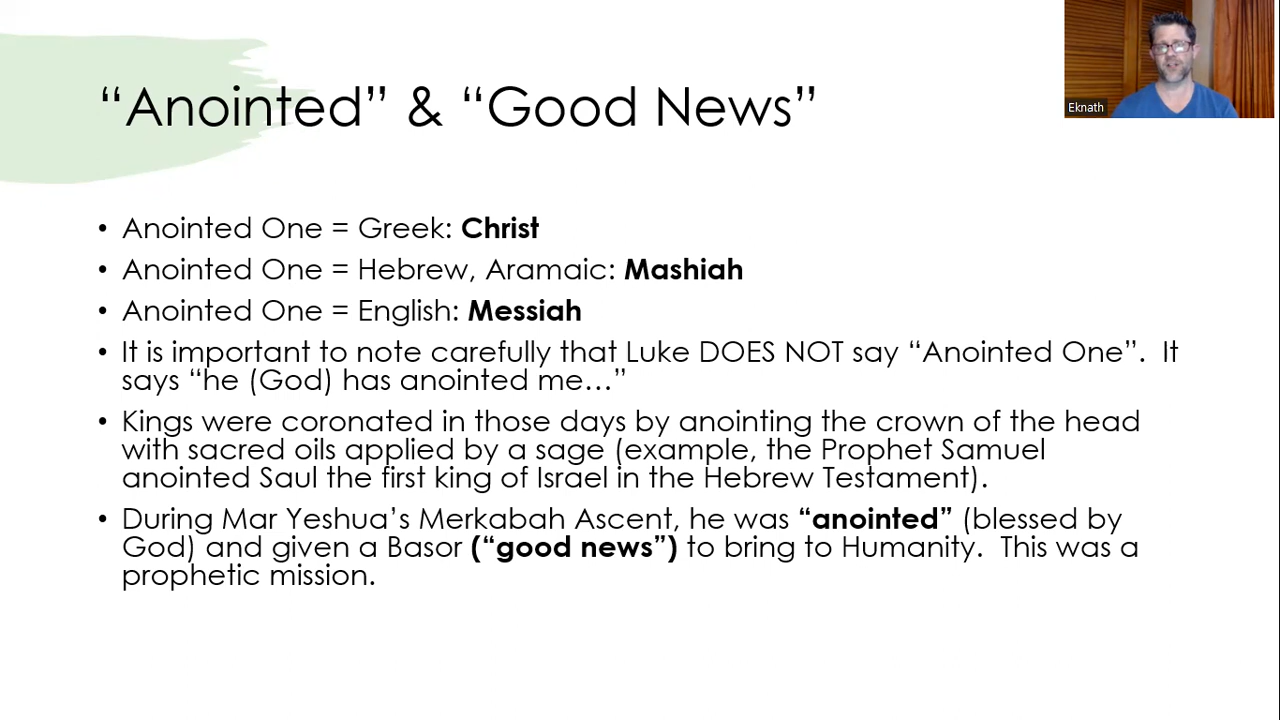 “Anointed” & “Good News”
Eknath
• Anointed One = Greek: Christ
• Anointed One = Hebrew, Aramaic: Mashiah
• Anointed One = English: Messiah
• It is important to note carefully that Luke DOES NOT say “Anointed One”.  It
says “he (God) has anointed me…”
• Kings were coronated in those days by anointing the crown of the head
with sacred oils applied by a sage (example, the Prophet Samuel
anointed Saul the first king of Israel in the Hebrew Testament).
• During Mar Yeshua’s Merkabah Ascent, he was “anointed” (blessed by
God) and given a Basor (“good news”) to bring to Humanity.  This was a
prophetic mission.